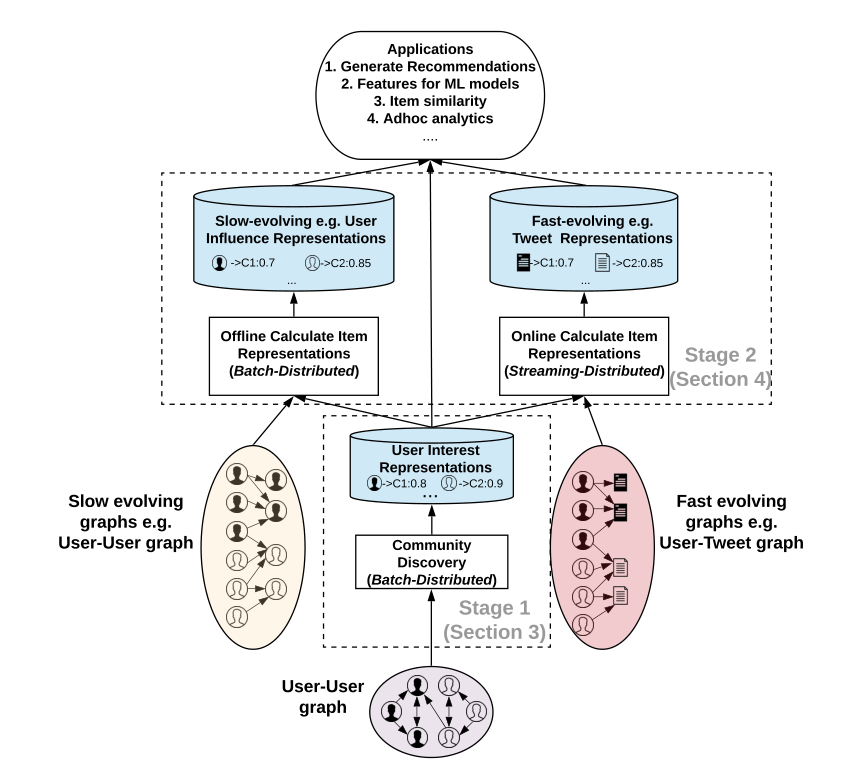 Applications
1. Generate Recommendations
2. Features for ML models
3. Item similarity
4. Adhoc analytics
....
Slow-evolving e.g. User
Influence Representations
->C1:0.7 ->C2:0.85
...
Fast-evolving e.g.
Tweet Representations
->C1:0.7 ->C2:0.85
...
Offline Calculate Item
Representations
(Batch-Distributed)
Online Calculate Item
Representations
(Streaming-Distributed)
Stage 2
(Section 4)
User Interest
Representations
->C1:0.8 ->C2:0.9
...
Slow evolving
graphs e.g.
User-User graph
Fast evolving
graphs e.g.
User-Tweet graph
Community
Discovery
(Batch-Distributed)
Stage 1
(Section 3)
User-User
graph